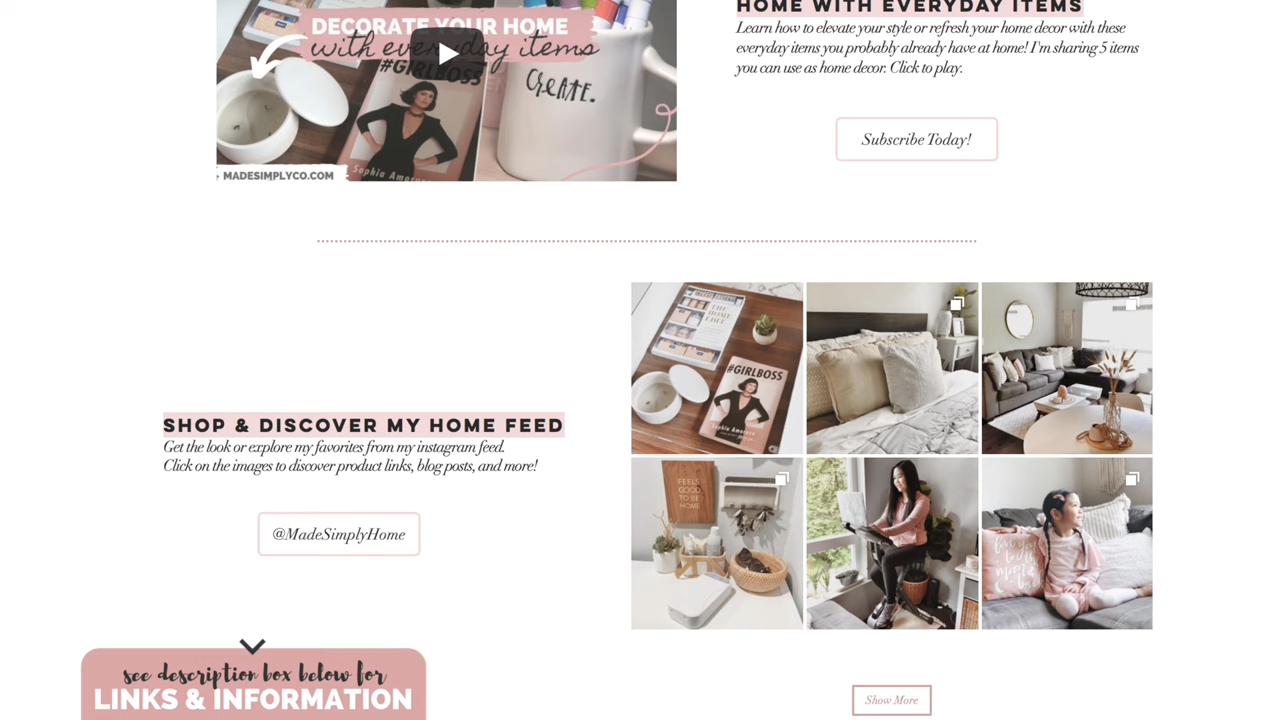 DECORATE YOUR HOME
with everyday items
#GIRLBOSS
CREATE.
Sophia Amoruso
MADESIMPLYCO.COM
HOME WITH EVERYDAY ITEMS
Learn how to elevate your style or refresh your home decor with these
everyday items you probably already have at home! I'm sharing 5 items
you can use as home decor. Click to play.
Subscribe Today!
SHOP & DISCOVER MY HOME FEED
Get the look or explore my favorites from my instagram feed.
Click on the images to discover product links, blog posts, and more!
@MadeSimplyHome
#GIRLBOSS
FEELS
GOOD
TO BE
HOME
see description box below for
LINKS & INFORMATION
Show More